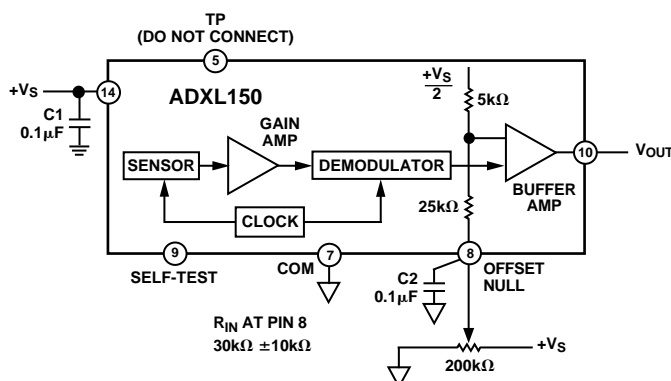 TP
(DO NOT CONNECT)
5
+VS
14
ADXL150
+VS
2
5kΩ
C1
0.1μF
GAIN
AMP
SENSOR
DEMODULATOR
10
VOUT
BUFFER
AMP
CLOCK
25kΩ
9
7
8
SELF-TEST
COM
OFFSET
NULL
C2
0.1μF
RIN AT PIN 8
30kΩ ±10kΩ
+VS
200kΩ